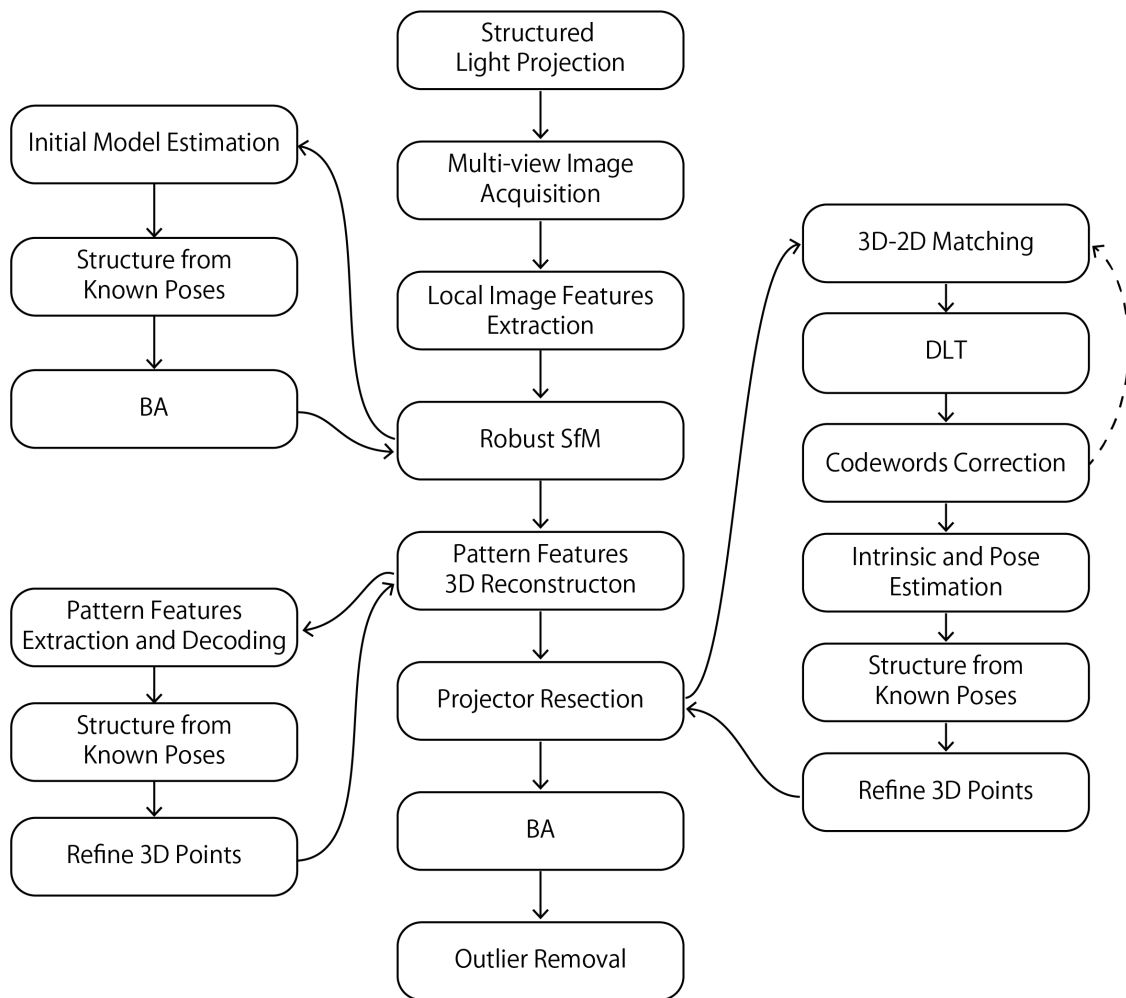 Structured
Light Projection
Multi-view Image
Acquisition
Local Image Features
Extraction
Robust SfM
Pattern Features
3D Reconstructon
Projector Resection
BA
Outlier Removal
Initial Model Estimation
Structure from
Known Poses
BA
Pattern Features
Extraction and Decoding
Structure from
Known Poses
Refine 3D Points
3D-2D Matching
DLT
Codewords Correction
Intrinsic and Pose
Estimation
Structure from
Known Poses
Refine 3D Points